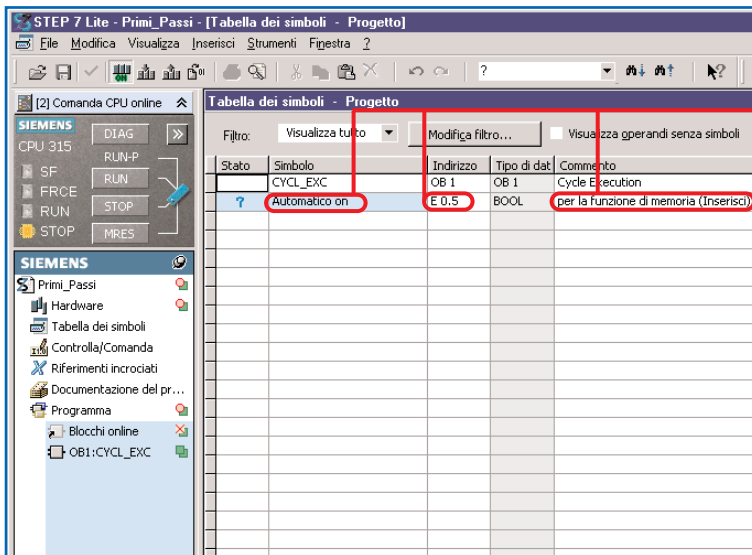 STEP 7 Lite - Primi_Passi - [Tabella dei simboli - Progetto]
File Modifica Visualizza Inserisci Strumenti Finestra ?
?
[2] Comanda CPU online
SIEMENS
CPU 315
DIAG
RUN-P
SF
RUN
FRCE
RUN
STOP
STOP
MRES
SIEMENS
Primi_Passi
Hardware
Tabella dei simboli
Controlla/Comanda
Riferimenti incrociati
Documentazione del pr...
Programma
Blocchi online
OB1:CYCL_EXC
Tabella dei simboli - Progetto
Filtro: Visualizza tutto Modifica filtro... Visualizza operandi senza simboli
Stato Simbolo Indirizzo Tipo di dat Commento
CYCL_EXC OB 1 OB 1 Cycle Execution
? Automatico on E 0.5 BOOL per la funzione di memoria (Inserisci)